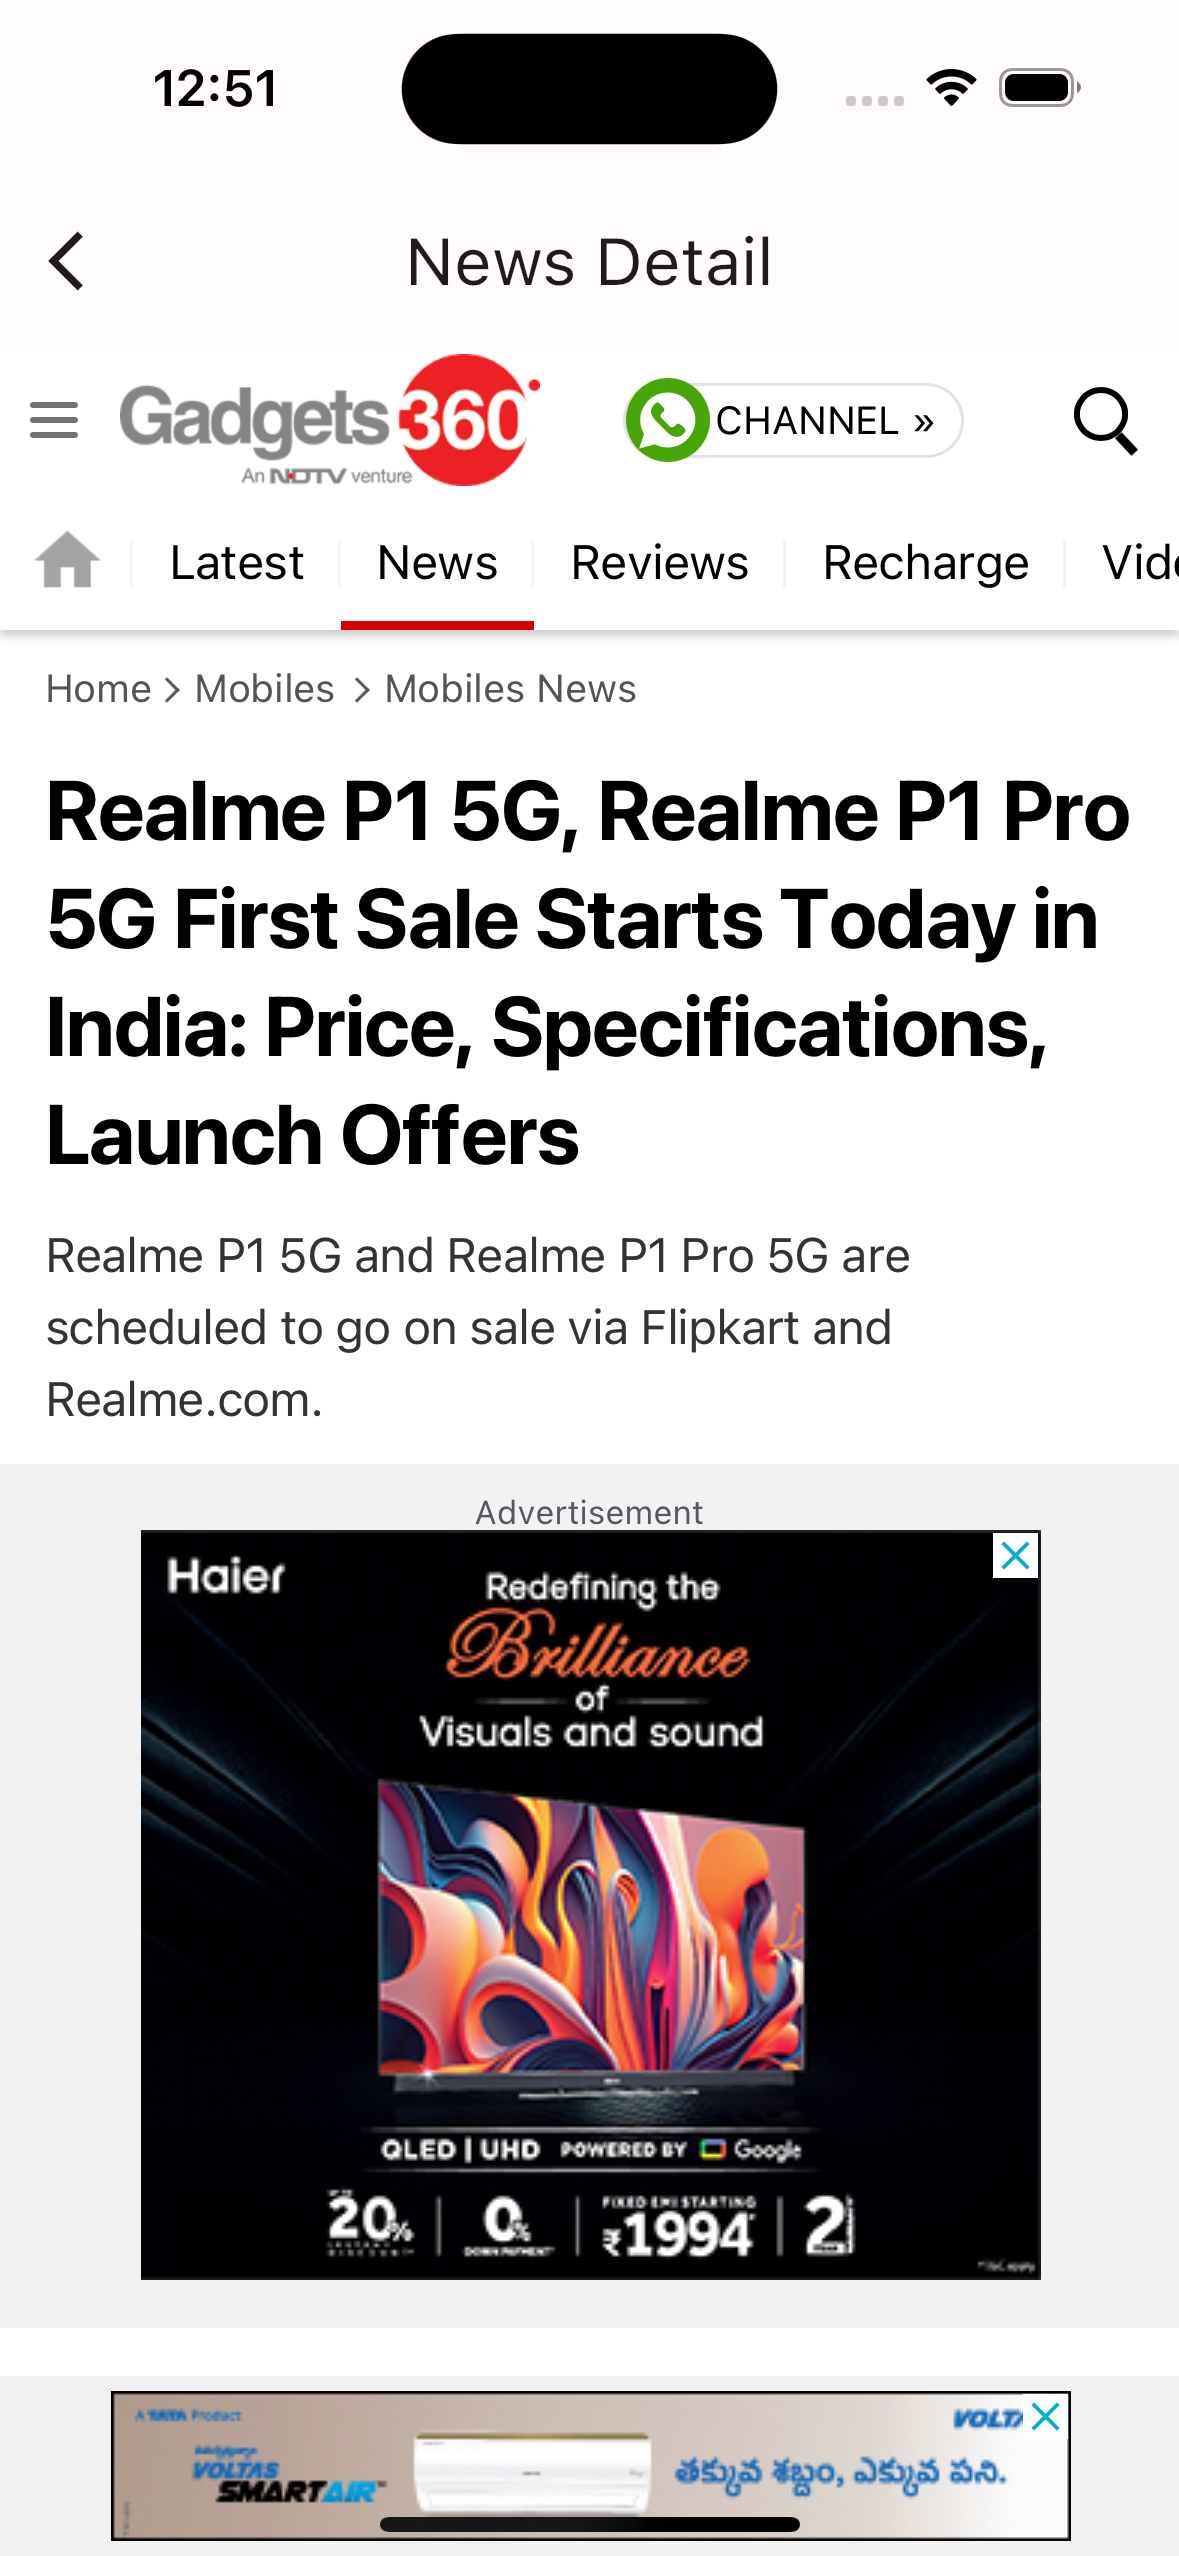 12:51
News Detail
Gadgets 360
An NDTV venture
CHANNEL »
Latest
News
Reviews
Recharge
Home > Mobiles > Mobiles News
Realme P1 5G, Realme P1 Pro
5G First Sale Starts Today in
India: Price, Specifications,
Launch Offers
Realme P1 5G and Realme P1 Pro 5G are
scheduled to go on sale via Flipkart and
Realme.com.
Advertisement
Haier
Redefining the
Brilliance
of
Visuals and sound
QLED | UHD POWERED BY Google
20%
0%
DOWN PAYMENT*
FIXED EMI STARTING
₹1994*
2
A TATA Product
VOLTAS
SMARTAIR
తక్కువ శబ్దం, ఎక్కువ పని.